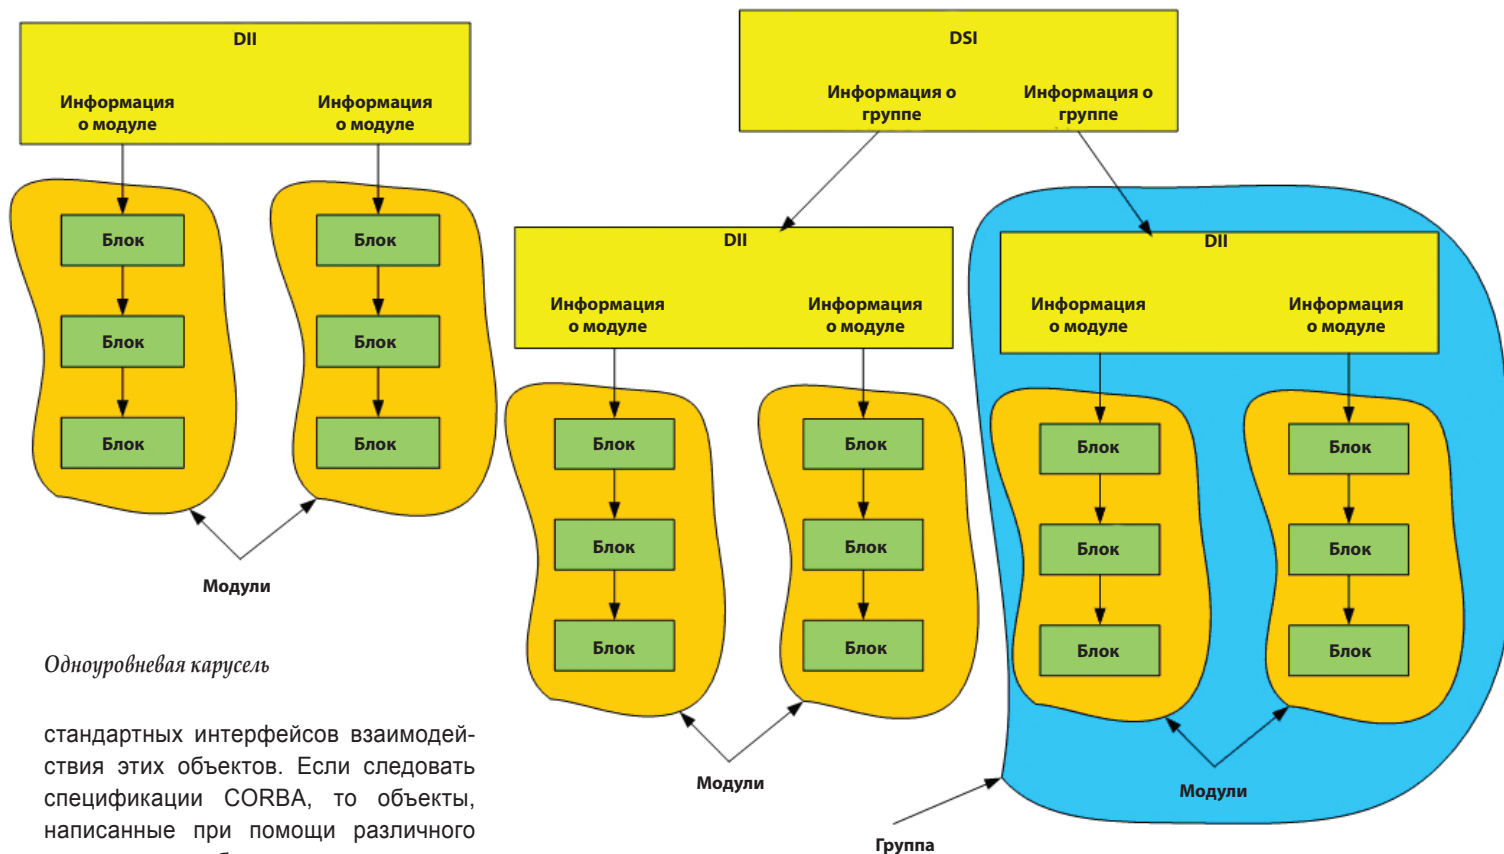 DII
Информация
о модуле
Информация
о модуле
Блок
Блок
Блок
Блок
Блок
Блок
Модули
Одноуровневая карусель
стандартных интерфейсов взаимодей-
ствия этих объектов. Если следовать
спецификации CORBA, то объекты,
написанные при помощи различного
DSI
Информация о
группе
Информация о
группе
DII
Информация
о модуле
Информация
о модуле
Блок
Блок
Блок
Блок
Блок
Блок
Модули
DII
Информация
о модуле
Информация
о модуле
Блок
Блок
Блок
Блок
Блок
Блок
Модули
Группа